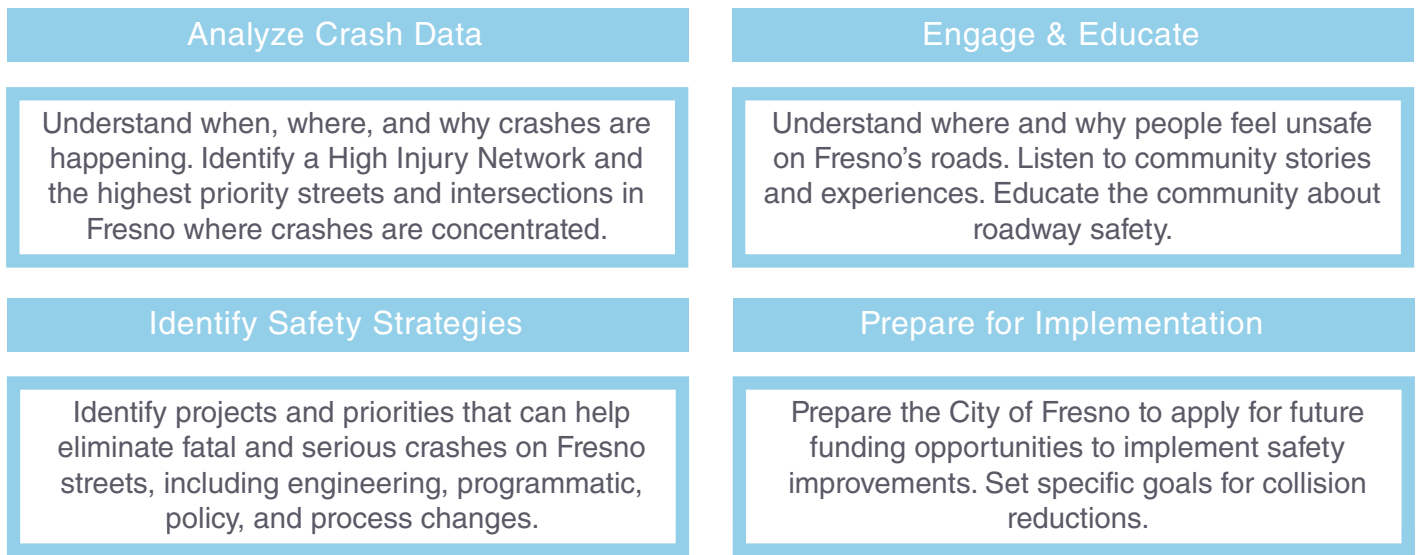 Analyze Crash Data
Understand when, where, and why crashes are
happening. Identify a High Injury Network and
the highest priority streets and intersections in
Fresno where crashes are concentrated.
Engage & Educate
Understand where and why people feel unsafe
on Fresno’s roads. Listen to community stories
and experiences. Educate the community about
roadway safety.
Identify Safety Strategies
Identify projects and priorities that can help
eliminate fatal and serious crashes on Fresno
streets, including engineering, programmatic,
policy, and process changes.
Prepare for Implementation
Prepare the City of Fresno to apply for future
funding opportunities to implement safety
improvements. Set specific goals for collision
reductions.